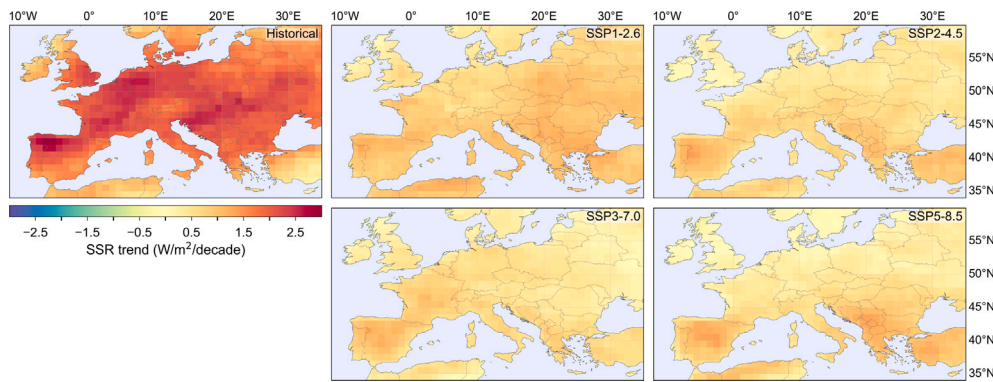 10°W 0° 10°E 20°E 30°E 10°W 0° 10°E 20°E 30°E 10°W 0° 10°E 20°E 30°E
Historical SSP1-2.6 SSP2-4.5
55°N
50°N
45°N
40°N
35°N
−2.5 −1.5 −0.5 0.5 1.5 2.5
SSR trend (W/m²/decade)
SSP3-7.0 SSP5-8.5
55°N
50°N
45°N
40°N
35°N